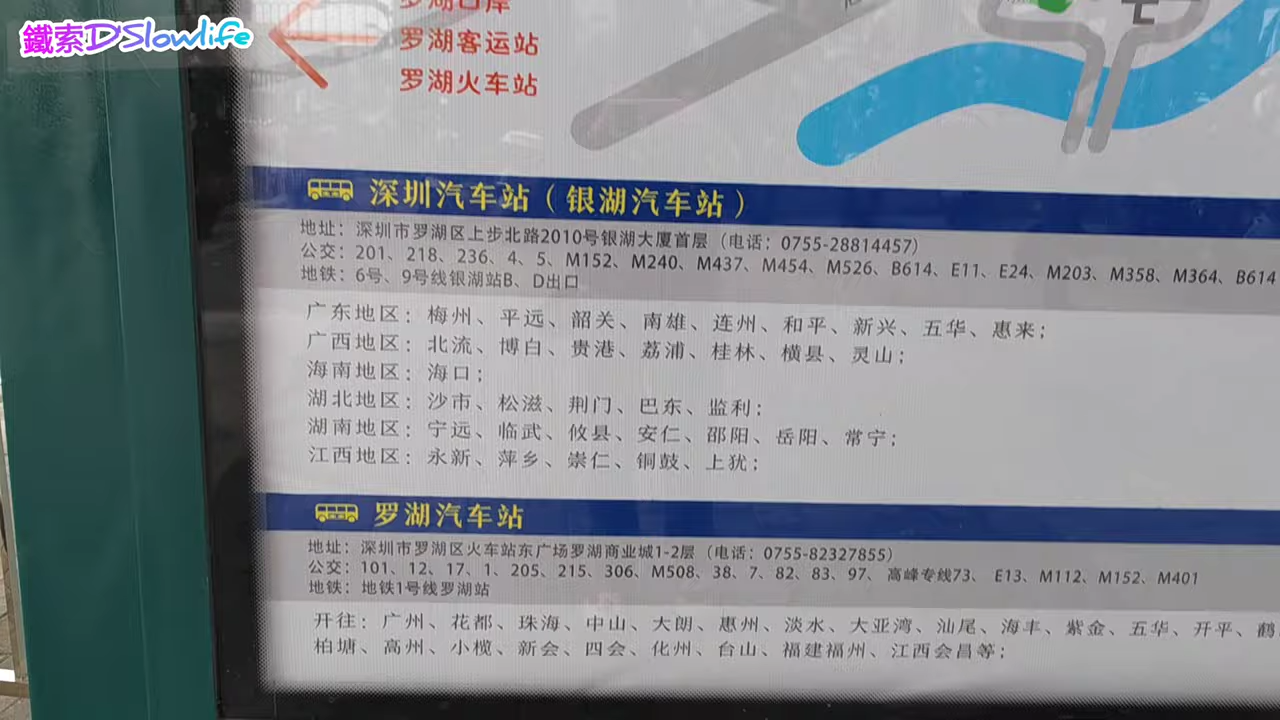 鐵索DSlowlife
罗湖口岸
罗湖客运站
罗湖火车站
深圳汽车站（银湖汽车站）
地址：深圳市罗湖区上步北路2010号银湖大厦首层（电话：0755-28814457）
公交：201、218、236、4、5、M152、M240、M437、M454、M526、B614、E11、E24、M203、M358、M364、B614
地铁：6号、9号线银湖站B、D出口
广东地区：梅州、平远、韶关、南雄、连州、和平、新兴、五华、惠来；
广西地区：北流、博白、贵港、荔浦、桂林、横县、灵山；
海南地区：海口；
湖北地区：沙市、松滋、荆门、巴东、监利；
湖南地区：宁远、临武、攸县、安仁、邵阳、岳阳、常宁；
江西地区：永新、萍乡、崇仁、铜鼓、上犹；
罗湖汽车站
地址：深圳市罗湖区火车站东广场罗湖商业城1-2层（电话：0755-82327855）
公交：101、12、17、1、205、215、306、M508、38、7、82、83、97、高峰专线73、E13、M112、M152、M401
地铁：地铁1号线罗湖站
开往：广州、花都、珠海、中山、大朗、惠州、淡水、大亚湾、汕尾、海丰、紫金、五华、开平、鹤
柏塘、高州、小榄、新会、四会、化州、台山、福建福州、江西会昌等；